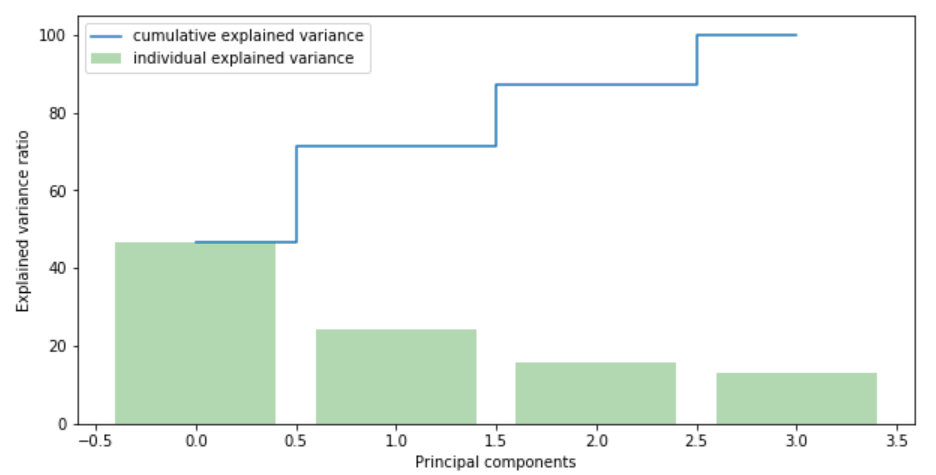 cumulative explained variance
individual explained variance
100
80
60
40
20
0
Explained variance ratio
−0.5 0.0 0.5 1.0 1.5 2.0 2.5 3.0 3.5
Principal components